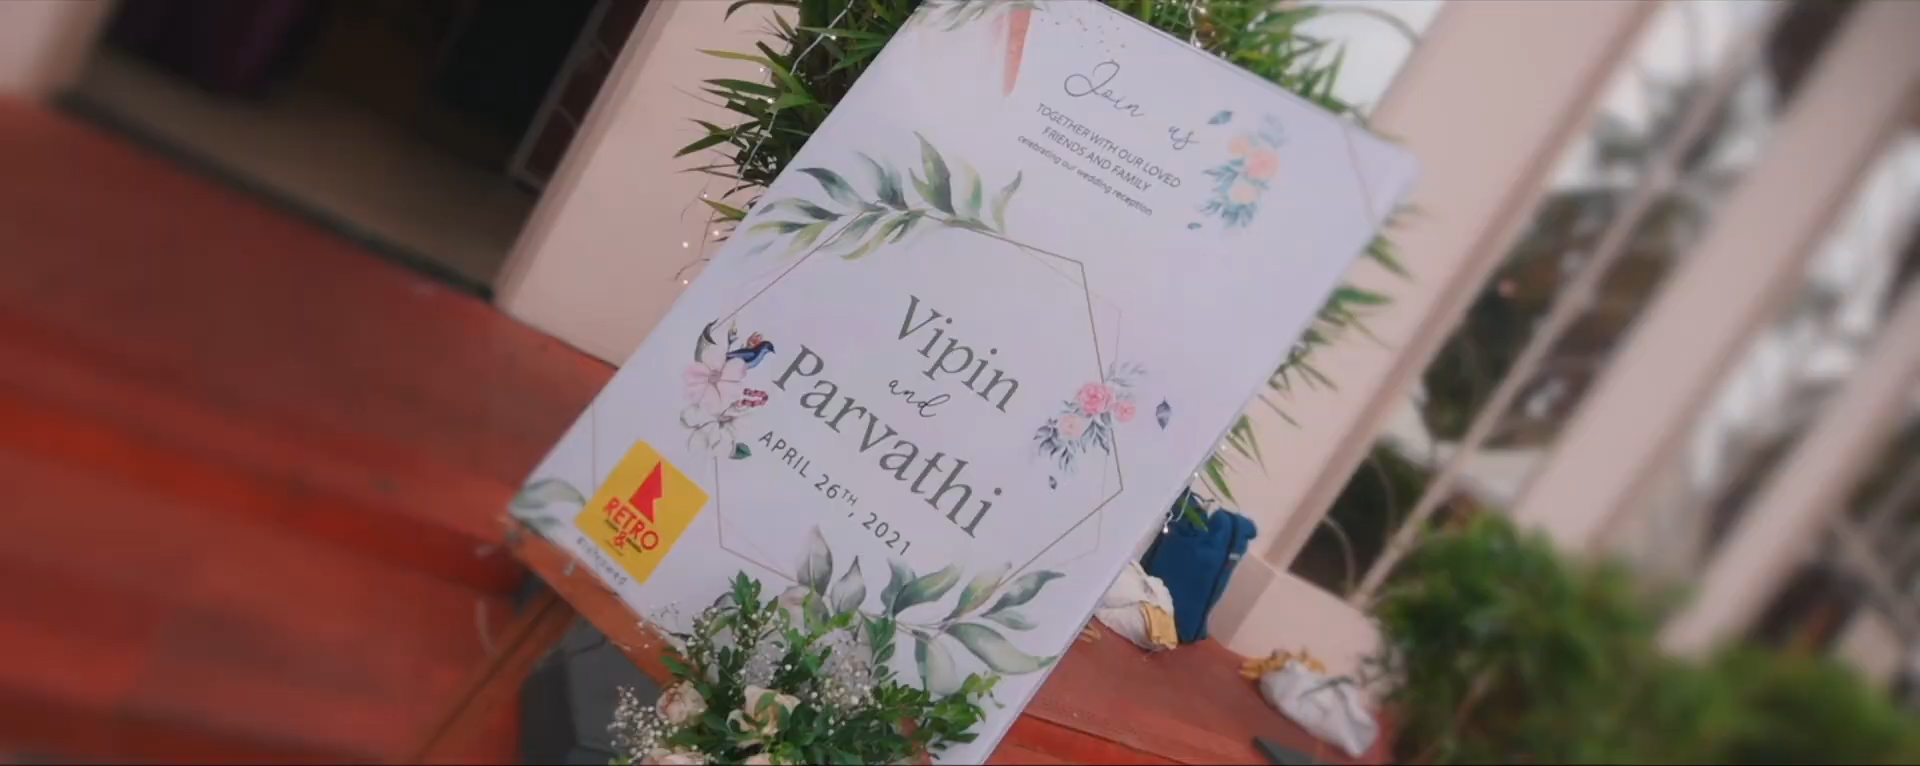 Join us
TOGETHER WITH OUR LOVED
FRIENDS AND FAMILY
celebrating our wedding reception
Vipin
and
Parvathi
APRIL 26TH, 2021
RETRO
&